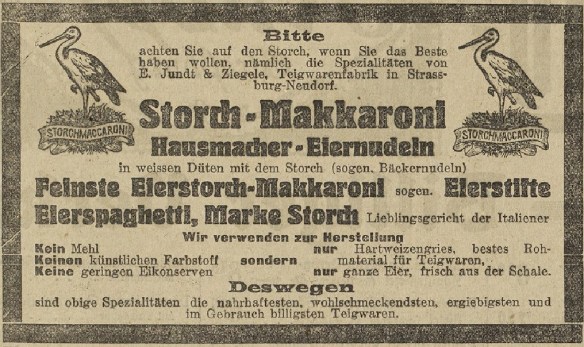 Bitte
achten Sie auf den Storch, wenn Sie das Beste
haben wollen, nämlich die Spezialitäten von
E. Jundt & Ziegele, Teigwarenfabrik in Strass-
burg-Neudorf.
STORCHMACCARONI
STORCHMACCARONI
Storch-Makkaroni
Hausmacher-Eiernudeln
in weissen Düten mit dem Storch (sogen. Bäckernudeln)
Feinste Eierstorch-Makkaroni sogen. Eierstifte
Eierspaghetti, Marke Storch Lieblingsgericht der Italiener
Wir verwenden zur Herstellung
Kein Mehl nur Hartweizengries, bestes Roh-
Keinen künstlichen Farbstoff sondern material für Teigwaren,
Keine geringen Eikonserven nur ganze Eier, frisch aus der Schale.
Deswegen
sind obige Spezialitäten die nahrhaftesten, wohlschmeckendsten, ergiebigsten und
im Gebrauch billigsten Teigwaren.